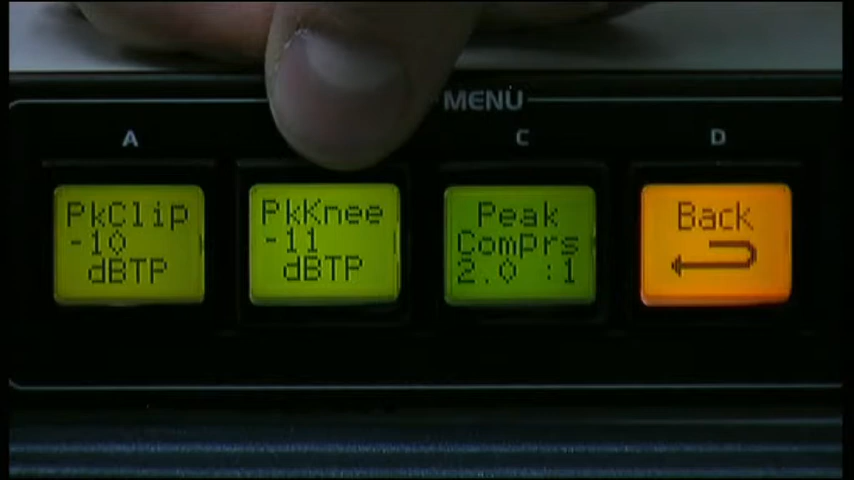 MENU
A
C
D
PkClip
-10
dBTP
PkKnee
-11
dBTP
Peak
Comprs
2.0 :1
Back